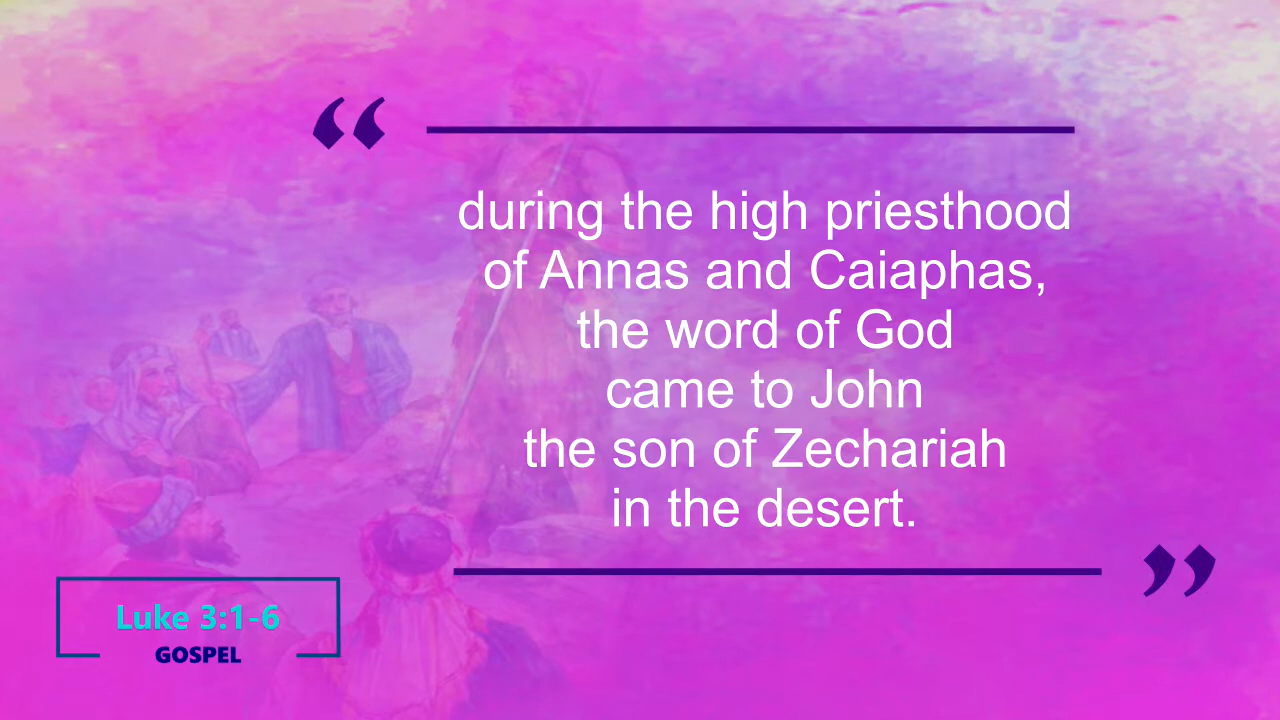 “
during the high priesthood
of Annas and Caiaphas,
the word of God
came to John
the son of Zechariah
in the desert.
”
Luke 3:1-6
GOSPEL